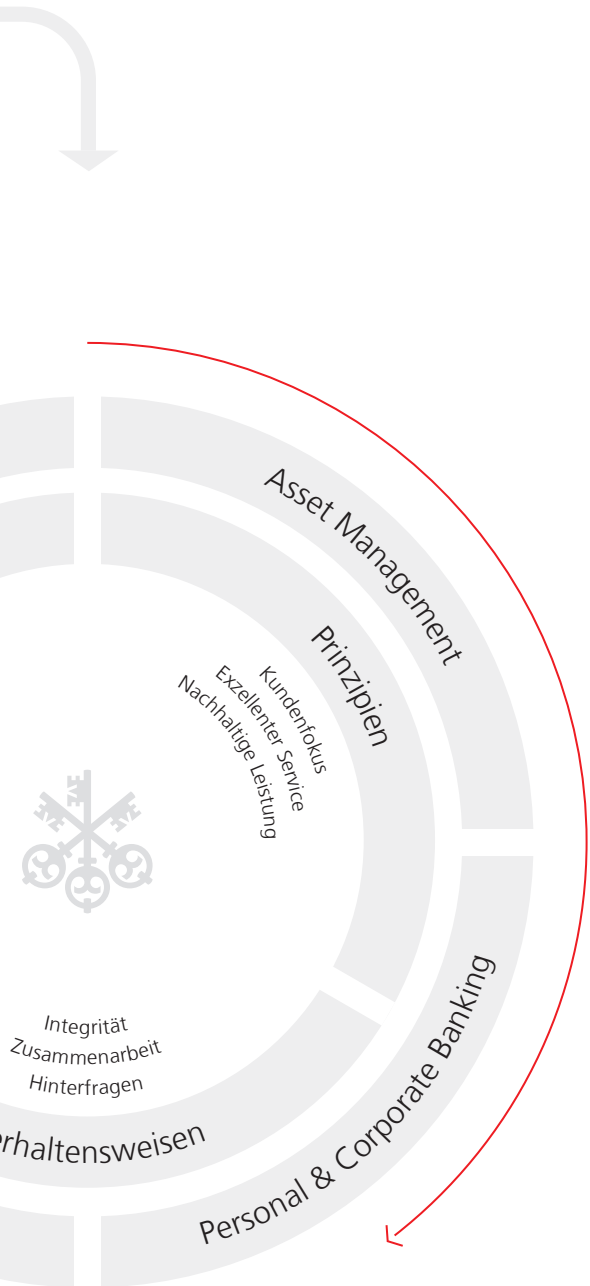 Asset Management
Prinzipien
Kundenfokus
Exzellenter Service
Nachhaltige Leistung
Integrität
Zusammenarbeit
Hinterfragen
rhaltensweisen
Personal & Corporate Banking